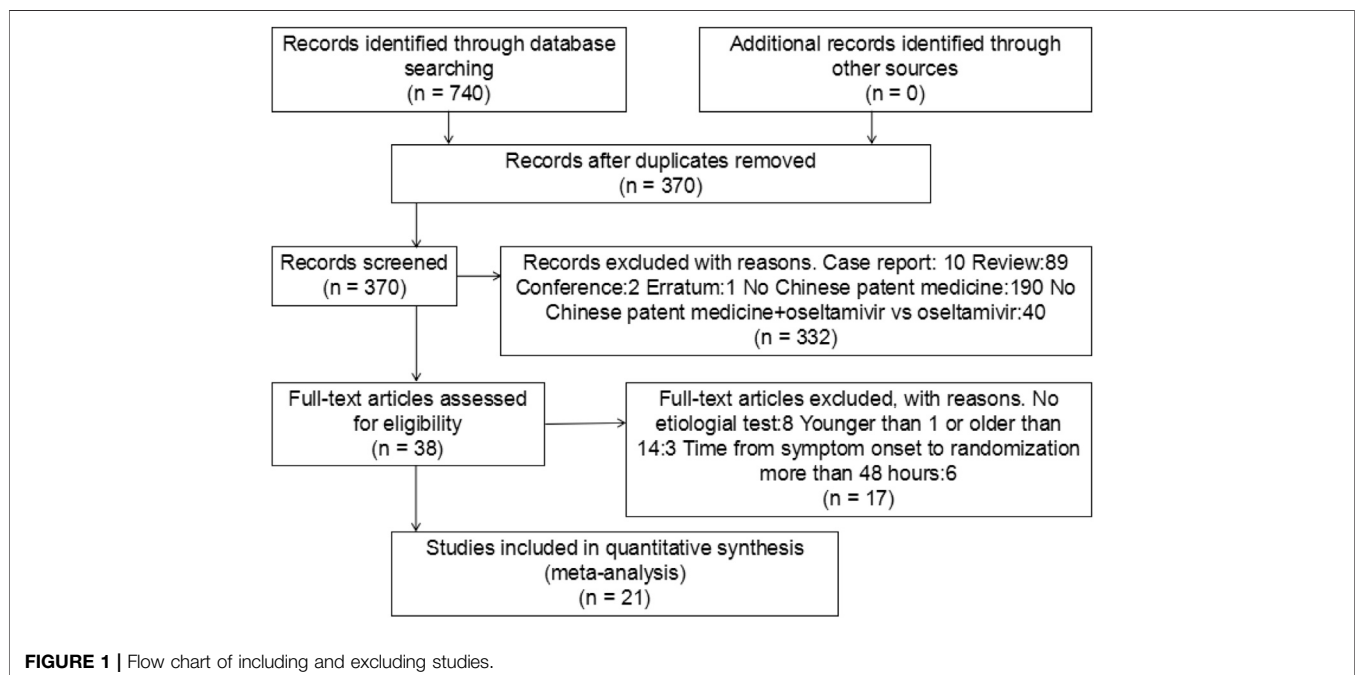 Records identified through database
searching
(n = 740)
Additional records identified through
other sources
(n = 0)
Records after duplicates removed
(n = 370)
Records screened
(n = 370)
Records excluded with reasons. Case report: 10 Review:89
Conference:2 Erratum:1 No Chinese patent medicine:190 No
Chinese patent medicine+oseltamivir vs oseltamivir:40
(n = 332)
Full-text articles assessed
for eligibility
(n = 38)
Full-text articles excluded, with reasons. No
etiologial test:8 Younger than 1 or older than
14:3 Time from symptom onset to randomization
more than 48 hours:6
(n = 17)
Studies included in quantitative synthesis
(meta-analysis)
(n = 21)
FIGURE 1 | Flow chart of including and excluding studies.